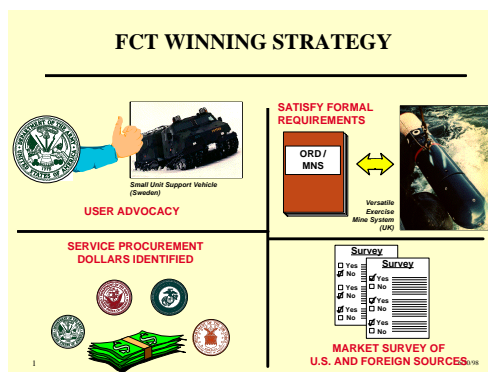 FCT WINNING STRATEGY
Small Unit Support Vehicle
(Sweden)
USER ADVOCACY
SATISFY FORMAL
REQUIREMENTS
ORD /
MNS
Versatile
Exercise
Mine System
(UK)
SERVICE PROCUREMENT
DOLLARS IDENTIFIED
Survey
Yes
No
Yes
No
Yes
No
Survey
Yes
No
Yes
No
Yes
No
MARKET SURVEY OF
U.S. AND FOREIGN SOURCES
1